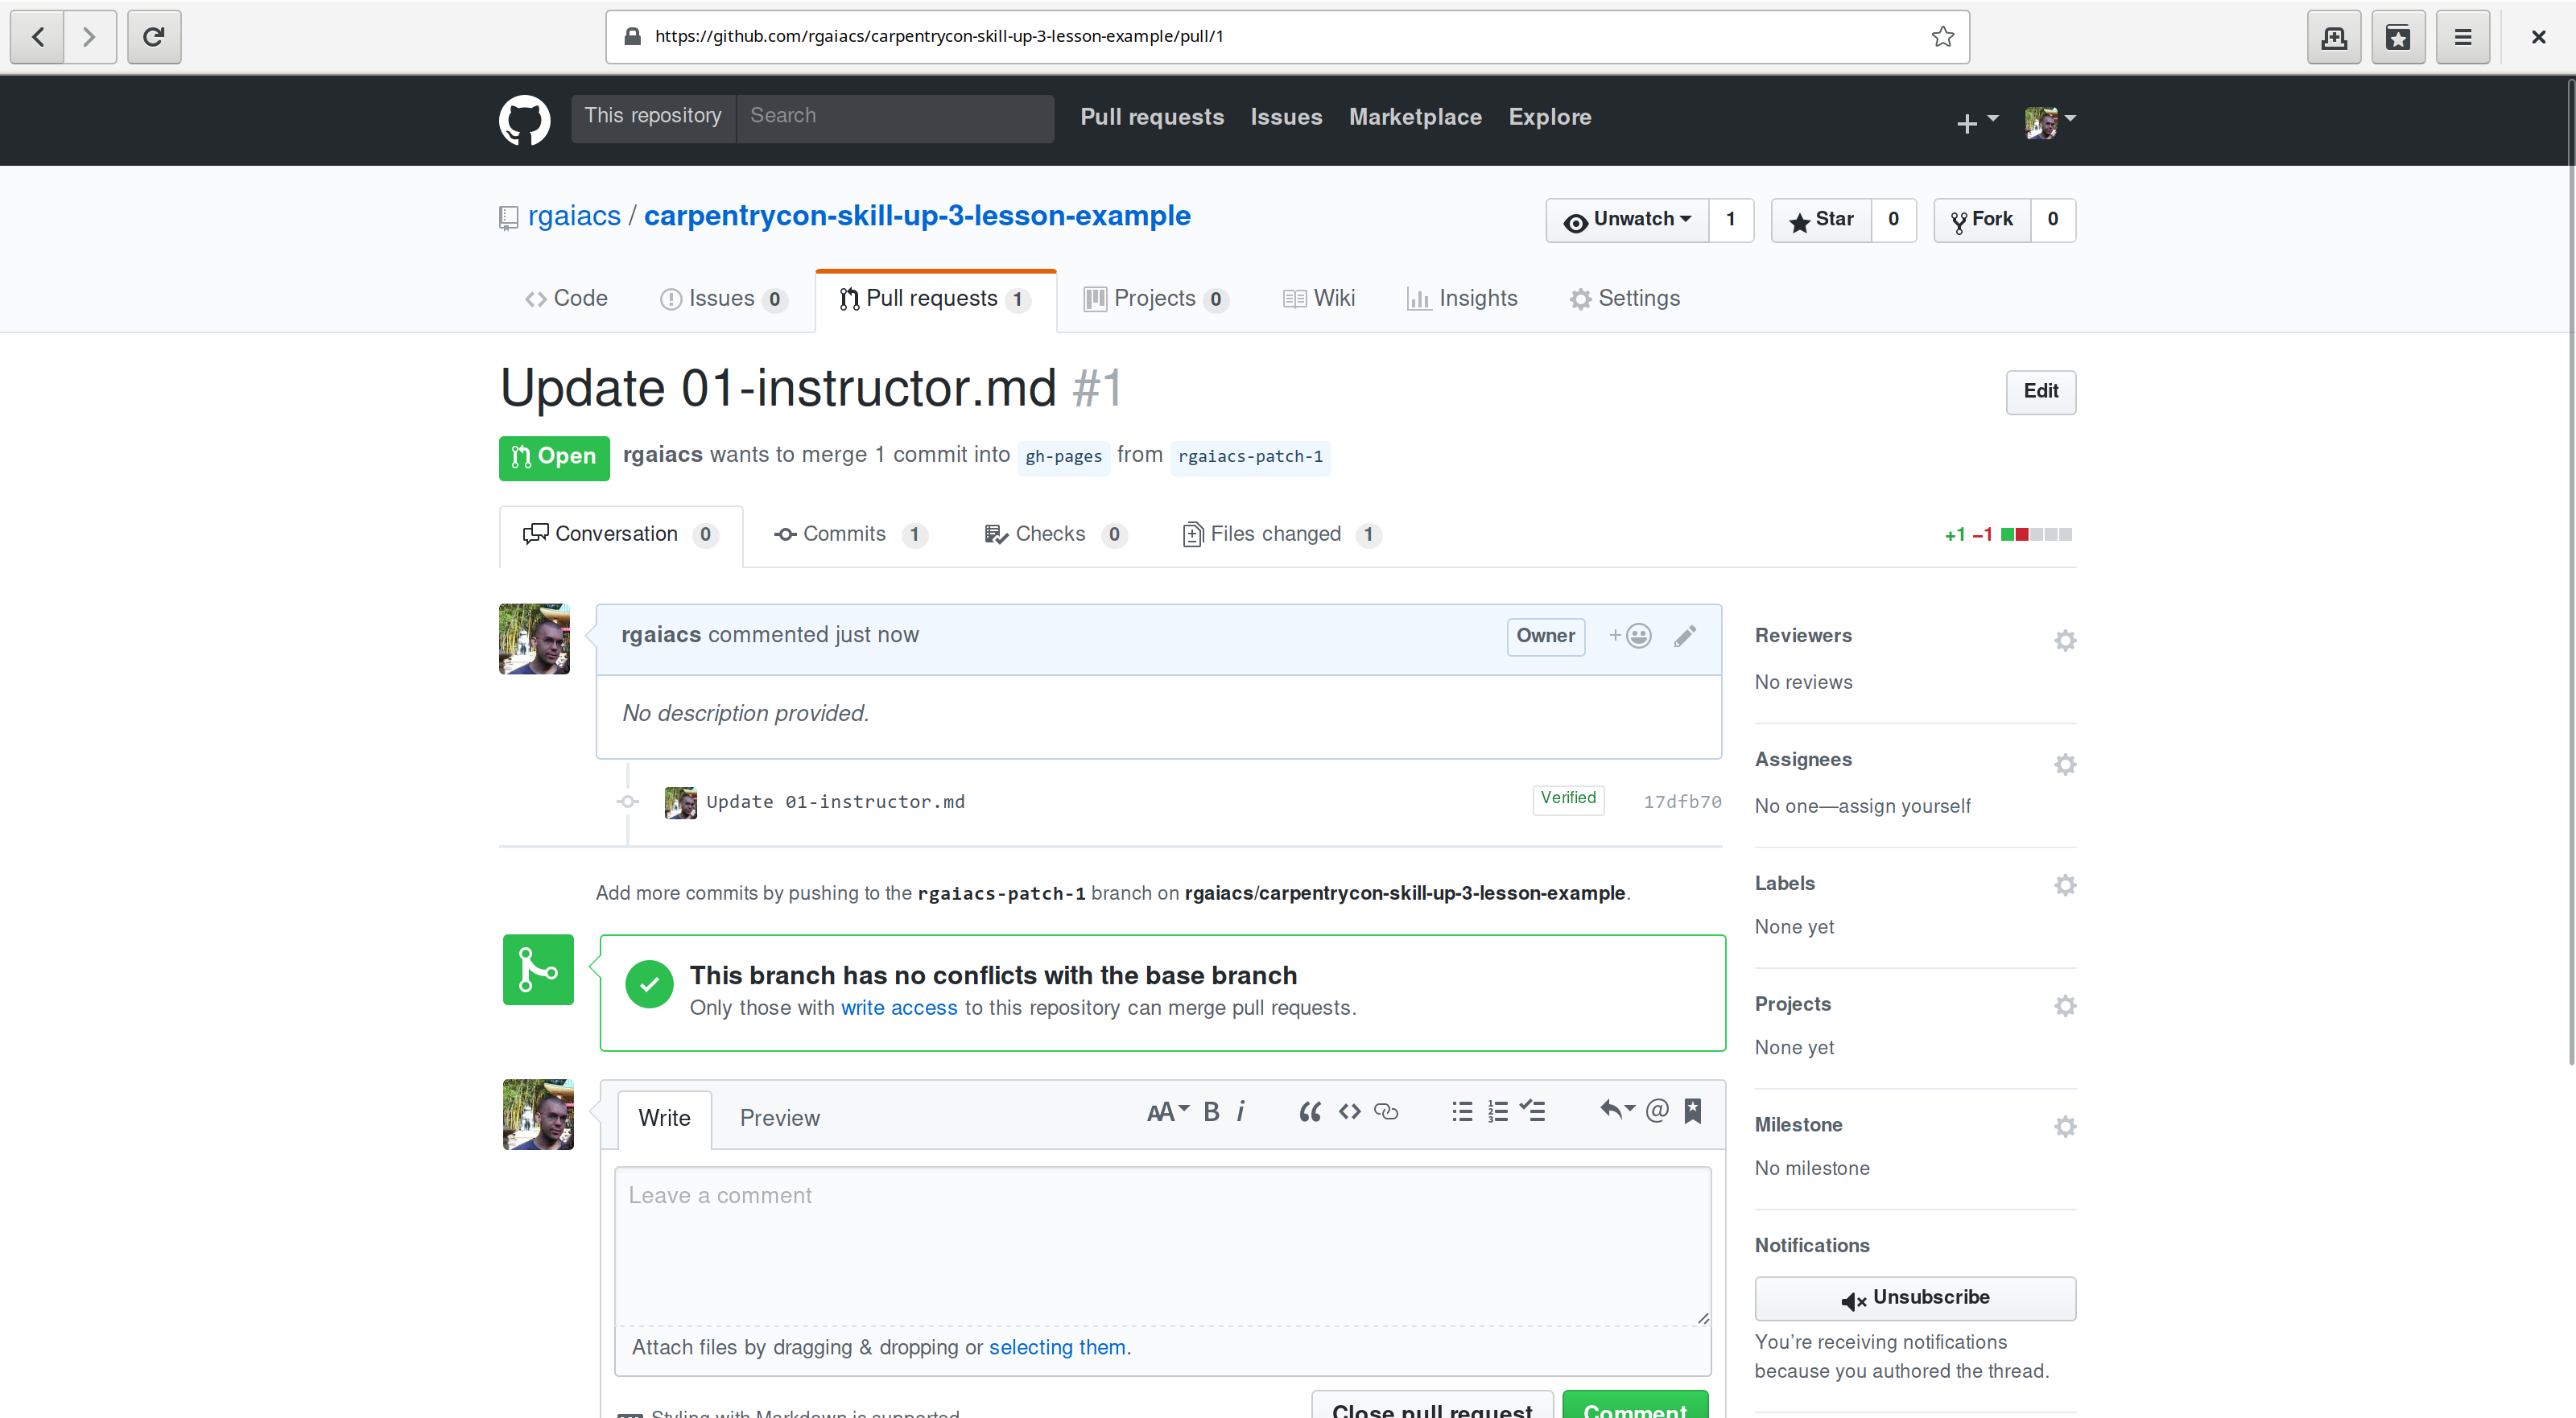 https://github.com/rgaiacs/carpentrycon-skill-up-3-lesson-example/pull/1
This repository Search Pull requests Issues Marketplace Explore
rgaiacs / carpentrycon-skill-up-3-lesson-example Unwatch 1 Star 0 Fork 0
Code Issues 0 Pull requests 1 Projects 0 Wiki Insights Settings
Update 01-instructor.md #1 Edit
Open rgaiacs wants to merge 1 commit into gh-pages from rgaiacs-patch-1
Conversation 0 Commits 1 Checks 0 Files changed 1 +1 −1
rgaiacs commented just now Owner
No description provided.
Update 01-instructor.md Verified 17dfb70
Add more commits by pushing to the rgaiacs-patch-1 branch on rgaiacs/carpentrycon-skill-up-3-lesson-example.
This branch has no conflicts with the base branch
Only those with write access to this repository can merge pull requests.
Write Preview
Leave a comment
Attach files by dragging & dropping or selecting them.
Styling with Markdown is supported
Close pull request Comment
Reviewers
No reviews
Assignees
No one—assign yourself
Labels
None yet
Projects
None yet
Milestone
No milestone
Notifications
Unsubscribe
You’re receiving notifications
because you authored the thread.